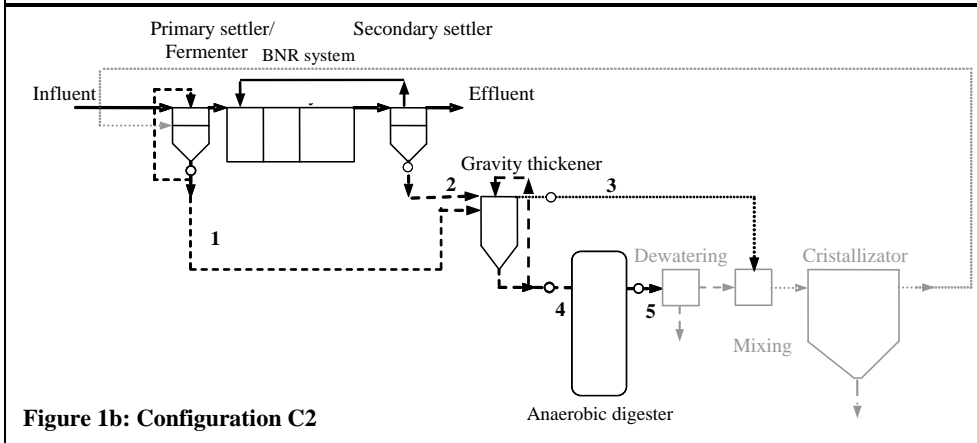 Primary settler/
Fermenter
Secondary settler
BNR system
Influent
Effluent
Gravity thickener
2
3
1
Dewatering
Cristallizator
4
5
Mixing
Anaerobic digester
Figure 1b: Configuration C2